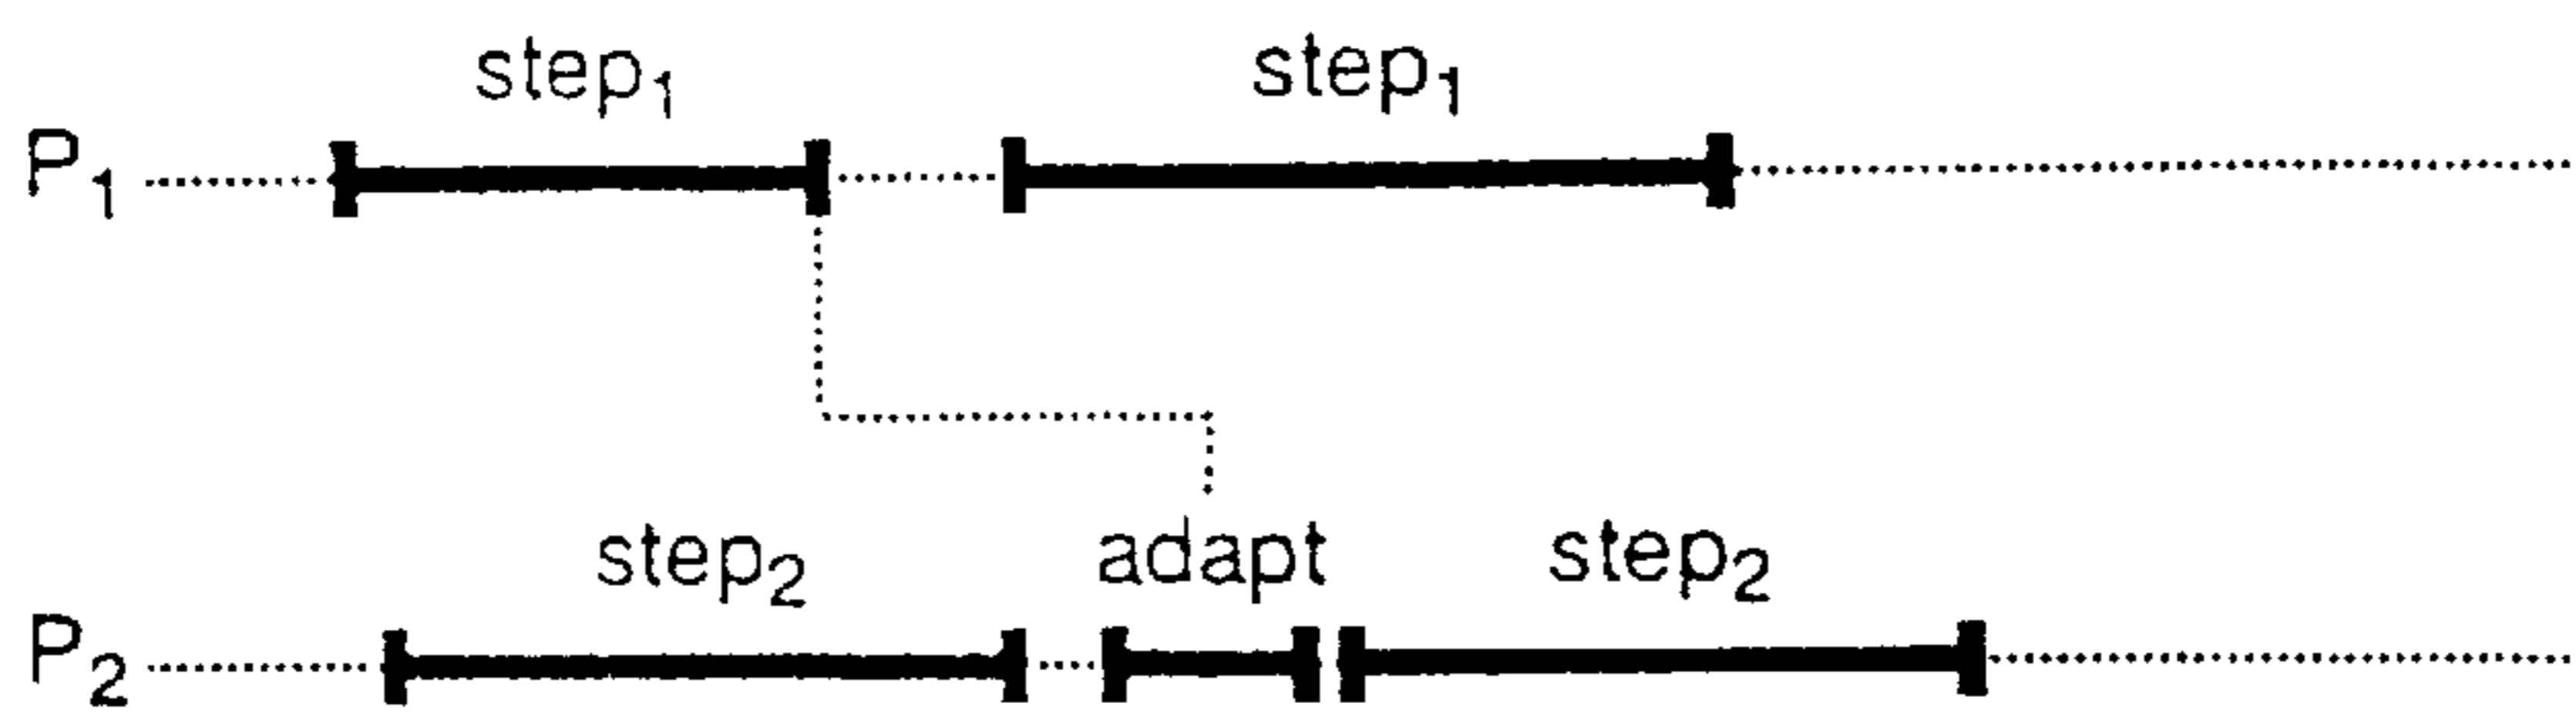 step₁ step₁
P₁
step₂ adapt step₂
P₂